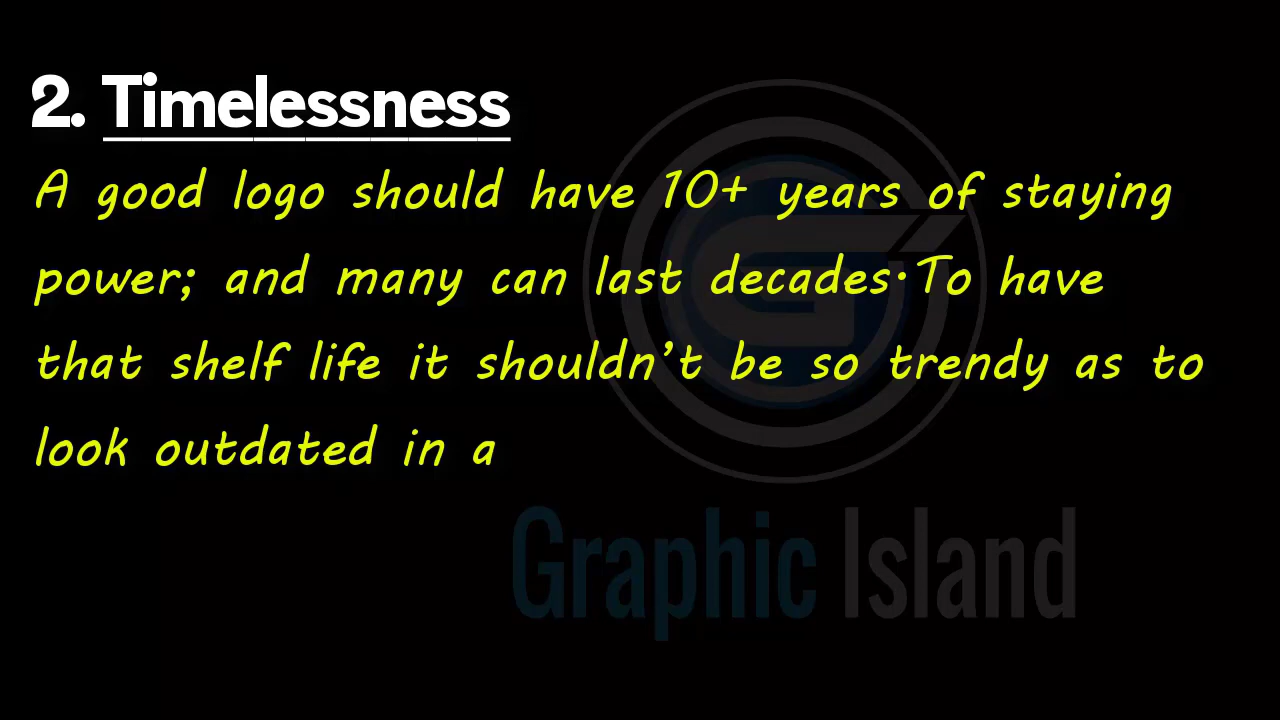 2. Timelessness
A good logo should have 10+ years of staying
power; and many can last decades.To have
that shelf life it shouldn’t be so trendy as to
look outdated in a
Graphic Island